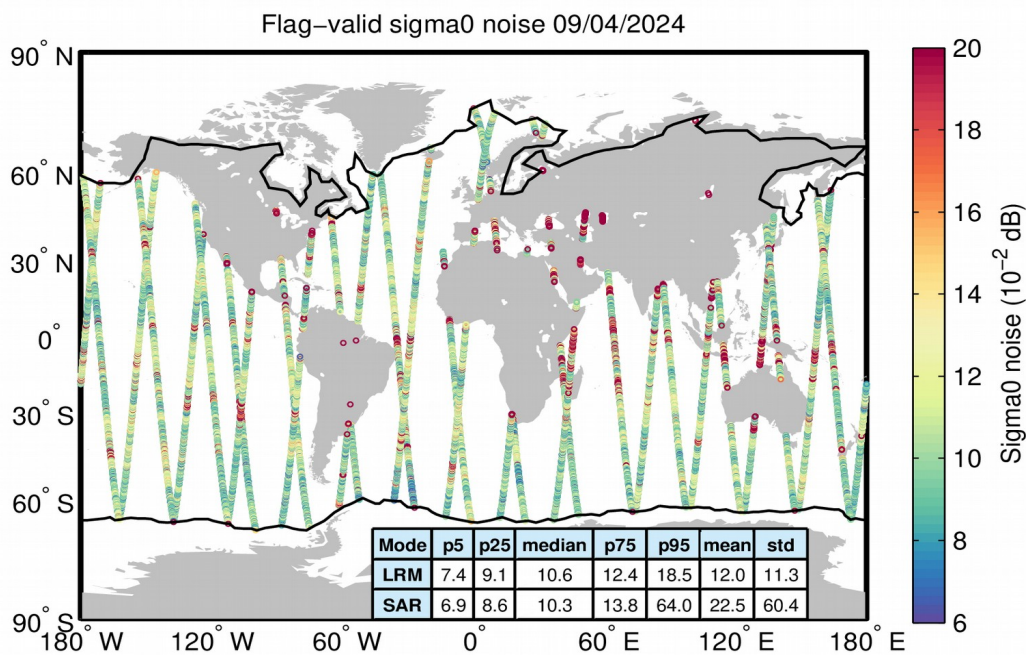 Flag−valid sigma0 noise 09/04/2024
90° N
60° N
30° N
0°
30° S
60° S
90° S
180° W
120° W
60° W
0°
60° E
120° E
180° E
20
18
16
14
12
10
8
6
Sigma0 noise (10⁻² dB)
Mode p5 p25 median p75 p95 mean std
LRM 7.4 9.1 10.6 12.4 18.5 12.0 11.3
SAR 6.9 8.6 10.3 13.8 64.0 22.5 60.4